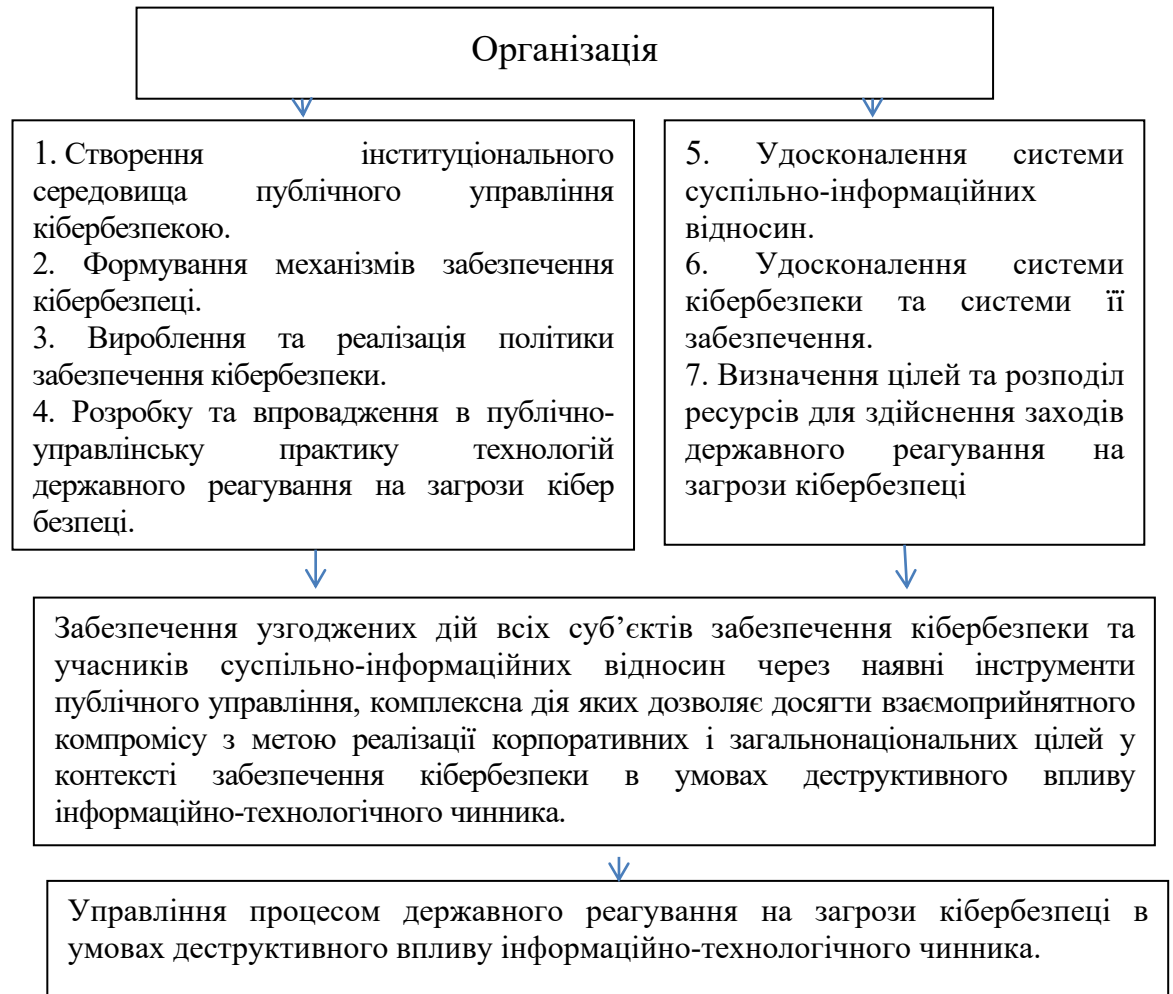 Організація
1. Створення інституціонального
середовища публічного управління
кібербезпекою.
2. Формування механізмів забезпечення
кібербезпеці.
3. Вироблення та реалізація політики
забезпечення кібербезпеки.
4. Розробку та впровадження в публічно-
управлінську практику технологій
державного реагування на загрози кібер
безпеці.
5. Удосконалення системи
суспільно-інформаційних
відносин.
6. Удосконалення системи
кібербезпеки та системи її
забезпечення.
7. Визначення цілей та розподіл
ресурсів для здійснення заходів
державного реагування на
загрози кібербезпеці
Забезпечення узгоджених дій всіх суб’єктів забезпечення кібербезпеки та
учасників суспільно-інформаційних відносин через наявні інструменти
публічного управління, комплексна дія яких дозволяє досягти взаємоприйнятного
компромісу з метою реалізації корпоративних і загальнонаціональних цілей у
контексті забезпечення кібербезпеки в умовах деструктивного впливу
інформаційно-технологічного чинника.
Управління процесом державного реагування на загрози кібербезпеці в
умовах деструктивного впливу інформаційно-технологічного чинника.